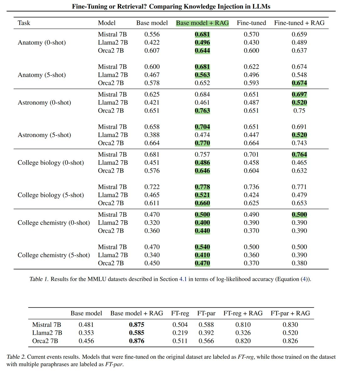 Fine-Tuning or Retrieval? Comparing Knowledge Injection in LLMs
Task Model Base model Base model + RAG Fine-tuned Fine-tuned + RAG
Mistral 7B 0.556 0.681 0.570 0.659
Anatomy (0-shot) Llama2 7B 0.422 0.496 0.430 0.489
Orca2 7B 0.607 0.644 0.600 0.637
Mistral 7B 0.600 0.681 0.622 0.674
Anatomy (5-shot) Llama2 7B 0.467 0.563 0.496 0.548
Orca2 7B 0.578 0.652 0.593 0.674
Mistral 7B 0.625 0.684 0.651 0.697
Astronomy (0-shot) Llama2 7B 0.421 0.461 0.487 0.520
Orca2 7B 0.651 0.763 0.651 0.75
Mistral 7B 0.658 0.704 0.691 0.691
Astronomy (5-shot) Llama2 7B 0.388 0.474 0.447 0.520
Orca2 7B 0.664 0.770 0.664 0.743
Mistral 7B 0.681 0.757 0.701 0.764
College biology (0-shot) Llama2 7B 0.451 0.486 0.458 0.465
Orca2 7B 0.576 0.646 0.604 0.632
Mistral 7B 0.722 0.778 0.736 0.771
College biology (5-shot) Llama2 7B 0.465 0.521 0.424 0.479
Orca2 7B 0.611 0.660 0.625 0.653
Mistral 7B 0.470 0.500 0.490 0.500
College chemistry (0-shot) Llama2 7B 0.320 0.400 0.390 0.390
Orca2 7B 0.360 0.440 0.370 0.390
Mistral 7B 0.470 0.540 0.500 0.500
College chemistry (5-shot) Llama2 7B 0.340 0.410 0.360 0.390
Orca2 7B 0.450 0.470 0.370 0.380
Table 1. Results for the MMLU datasets described in Section 4.1 in terms of log-likelihood accuracy (Equation (4)).
Base model Base model + RAG FT-reg FT-par FT-reg + RAG FT-par + RAG
Mistral 7B 0.481 0.875 0.504 0.588 0.810 0.830
Llama2 7B 0.353 0.585 0.219 0.392 0.326 0.520
Orca2 7B 0.456 0.876 0.511 0.566 0.820 0.826
Table 2. Current events results. Models that were fine-tuned on the original dataset are labeled as FT-reg, while those trained on the dataset
with multiple paraphrases are labeled as FT-par.